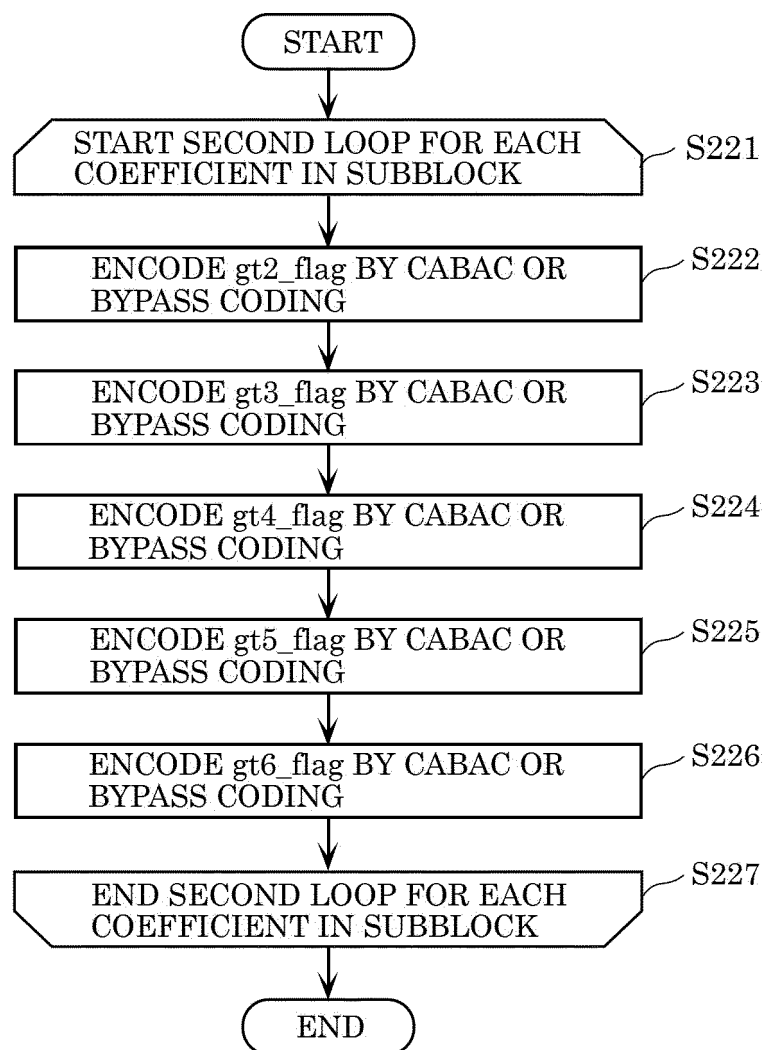 START
START SECOND LOOP FOR EACH
COEFFICIENT IN SUBBLOCK
S221
ENCODE gt2_flag BY CABAC OR
BYPASS CODING
S222
ENCODE gt3_flag BY CABAC OR
BYPASS CODING
S223
ENCODE gt4_flag BY CABAC OR
BYPASS CODING
S224
ENCODE gt5_flag BY CABAC OR
BYPASS CODING
S225
ENCODE gt6_flag BY CABAC OR
BYPASS CODING
S226
END SECOND LOOP FOR EACH
COEFFICIENT IN SUBBLOCK
S227
END